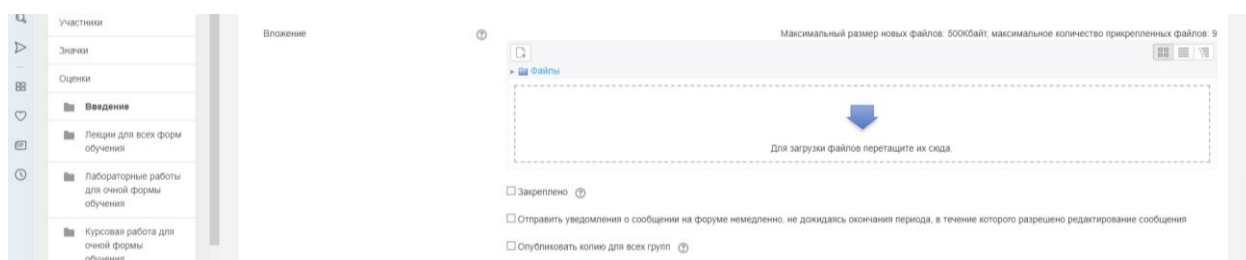 Участники
Значки
Оценки
Введение
Лекции для всех форм
обучения
Лабораторные работы
для очной формы
обучения
Курсовая работа для
очной формы
обучения
Вложение
Максимальный размер новых файлов: 500Кбайт, максимальное количество прикрепленных файлов: 9
Файлы
Для загрузки файлов перетащите их сюда.
Закреплено
Отправить уведомления о сообщении на форуме немедленно, не дожидаясь окончания периода, в течение которого разрешено редактирование сообщения
Опубликовать копию для всех групп